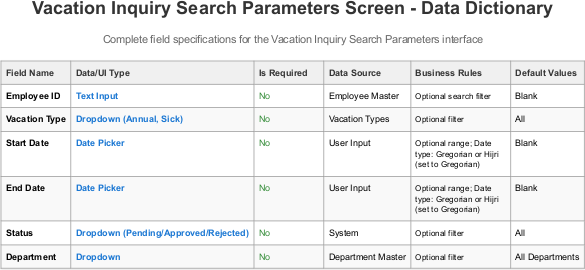 Vacation Inquiry Search Parameters Screen - Data Dictionary
Complete field specifications for the Vacation Inquiry Search Parameters interface
Field Name Data/UI Type Is Required Data Source Business Rules Default Values
Employee ID Text Input No Employee Master Optional search filter Blank
Vacation Type Dropdown (Annual, Sick) No Vacation Types Optional filter All
Start Date Date Picker No User Input Optional range; Date Blank
type: Gregorian or Hijri
(set to Gregorian)
End Date Date Picker No User Input Optional range; Date Blank
type: Gregorian or Hijri
(set to Gregorian)
Status Dropdown (Pending/Approved/Rejected) No System Optional filter All
Department Dropdown No Department Master Optional filter All Departments